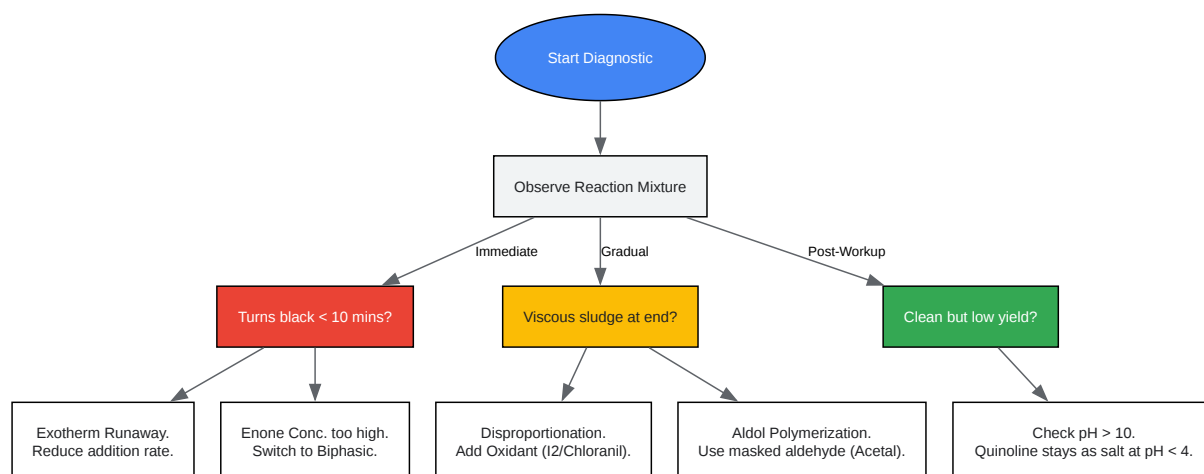 Start Diagnostic
Observe Reaction Mixture
Immediate
Gradual
Post-Workup
Turns black < 10 mins?
Viscous sludge at end?
Clean but low yield?
Exotherm Runaway.
Reduce addition rate.
Enone Conc. too high.
Switch to Biphasic.
Disproportionation.
Add Oxidant (I2/Chloranil).
Aldol Polymerization.
Use masked aldehyde (Acetal).
Check pH > 10.
Quinoline stays as salt at pH < 4.